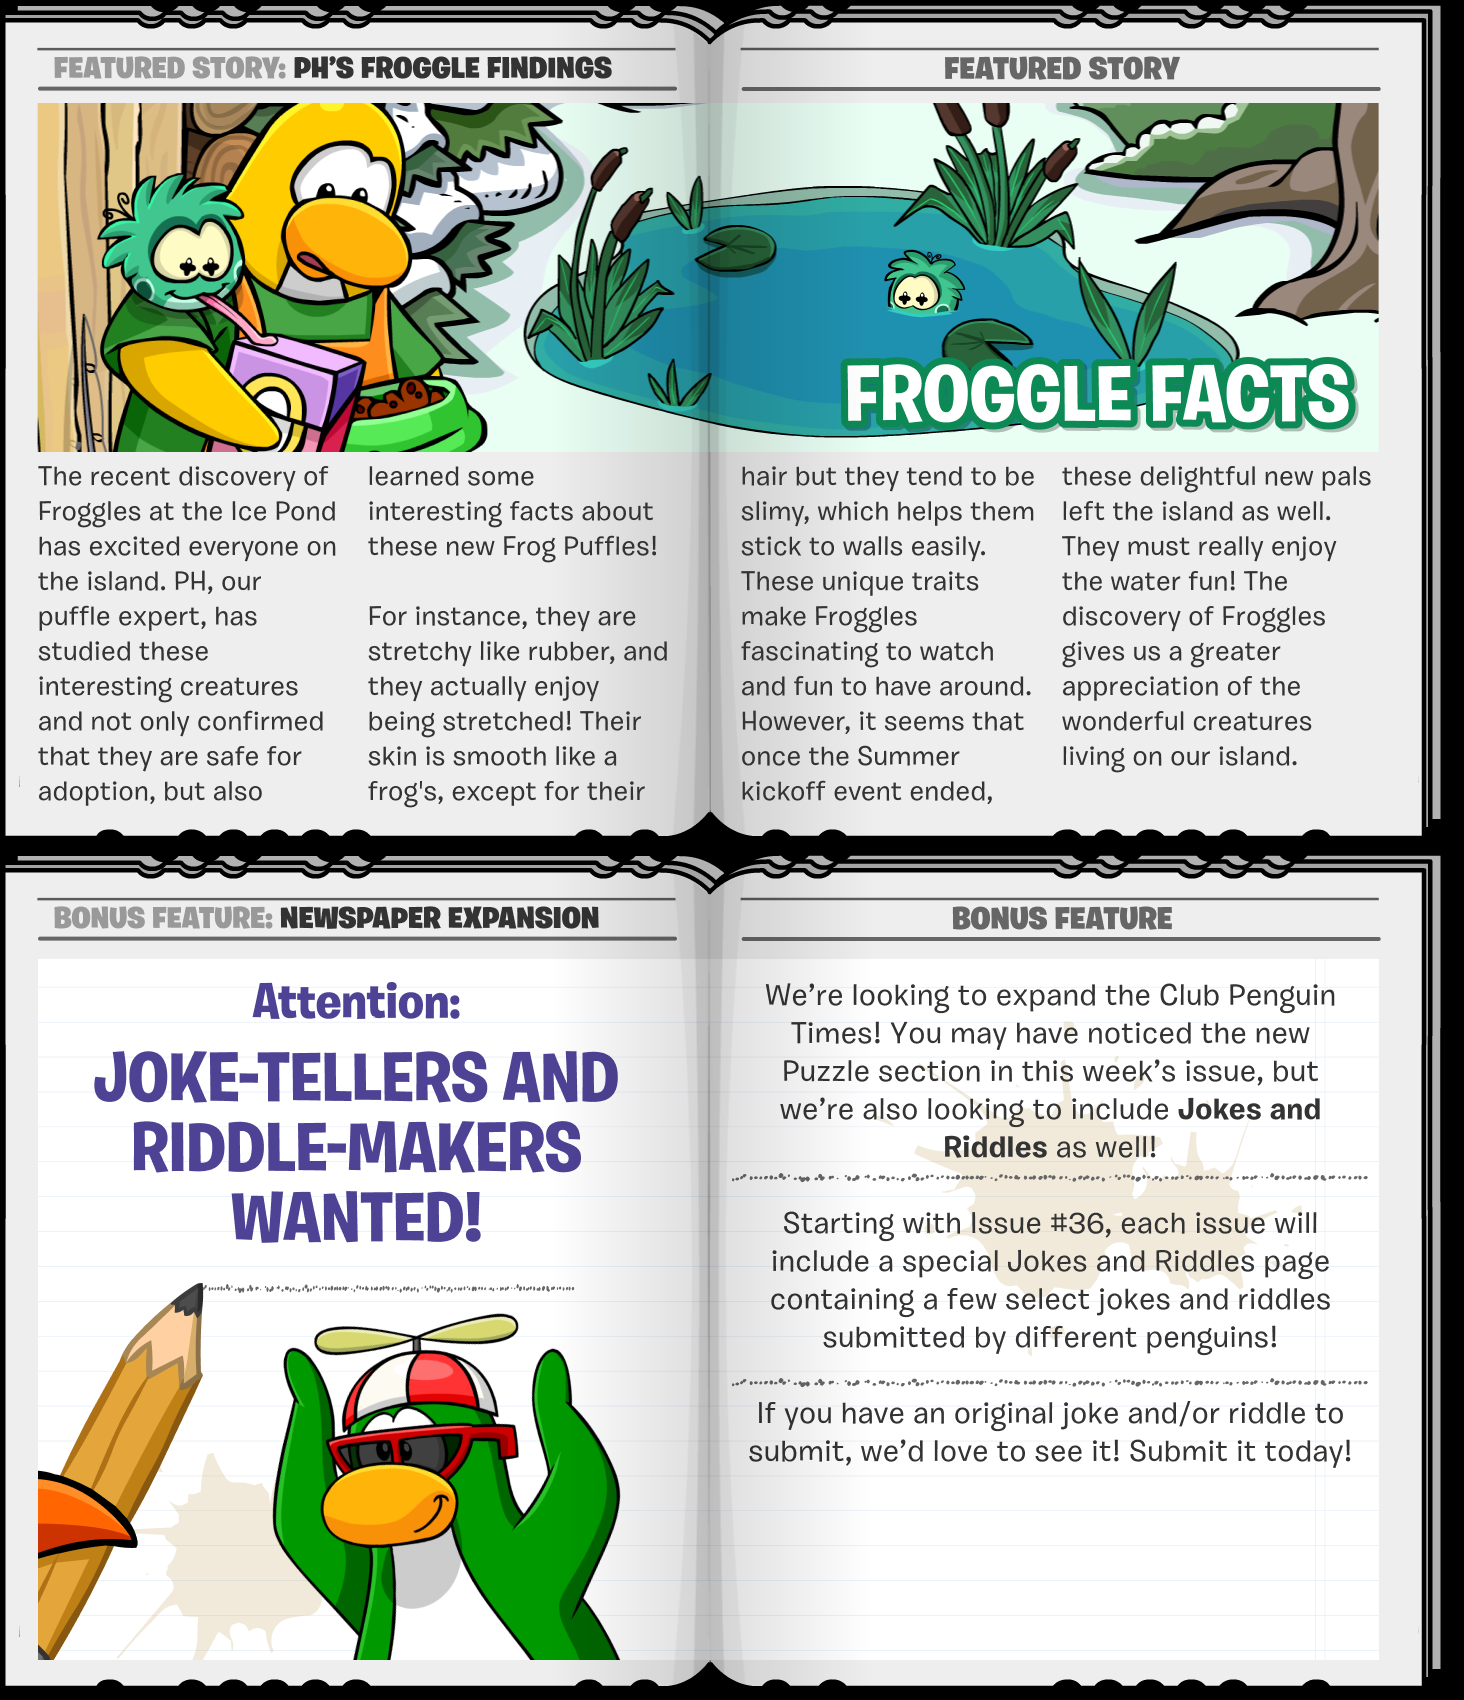 FEATURED STORY: PH'S FROGGLE FINDINGS
FEATURED STORY
FROGGLE FACTS
The recent discovery of
Froggles at the Ice Pond
has excited everyone on
the island. PH, our
puffle expert, has
studied these
interesting creatures
and not only confirmed
that they are safe for
adoption, but also
learned some
interesting facts about
these new Frog Puffles!
For instance, they are
stretchy like rubber, and
they actually enjoy
being stretched! Their
skin is smooth like a
frog's, except for their
hair but they tend to be
slimy, which helps them
stick to walls easily.
These unique traits
make Froggles
fascinating to watch
and fun to have around.
However, it seems that
once the Summer
kickoff event ended,
these delightful new pals
left the island as well.
They must really enjoy
the water fun! The
discovery of Froggles
gives us a greater
appreciation of the
wonderful creatures
living on our island.
BONUS FEATURE: NEWSPAPER EXPANSION
BONUS FEATURE
Attention:
JOKE-TELLERS AND
RIDDLE-MAKERS
WANTED!
We’re looking to expand the Club Penguin
Times! You may have noticed the new
Puzzle section in this week’s issue, but
we’re also looking to include Jokes and
Riddles as well!
Starting with Issue #36, each issue will
include a special Jokes and Riddles page
containing a few select jokes and riddles
submitted by different penguins!
If you have an original joke and/or riddle to
submit, we’d love to see it! Submit it today!